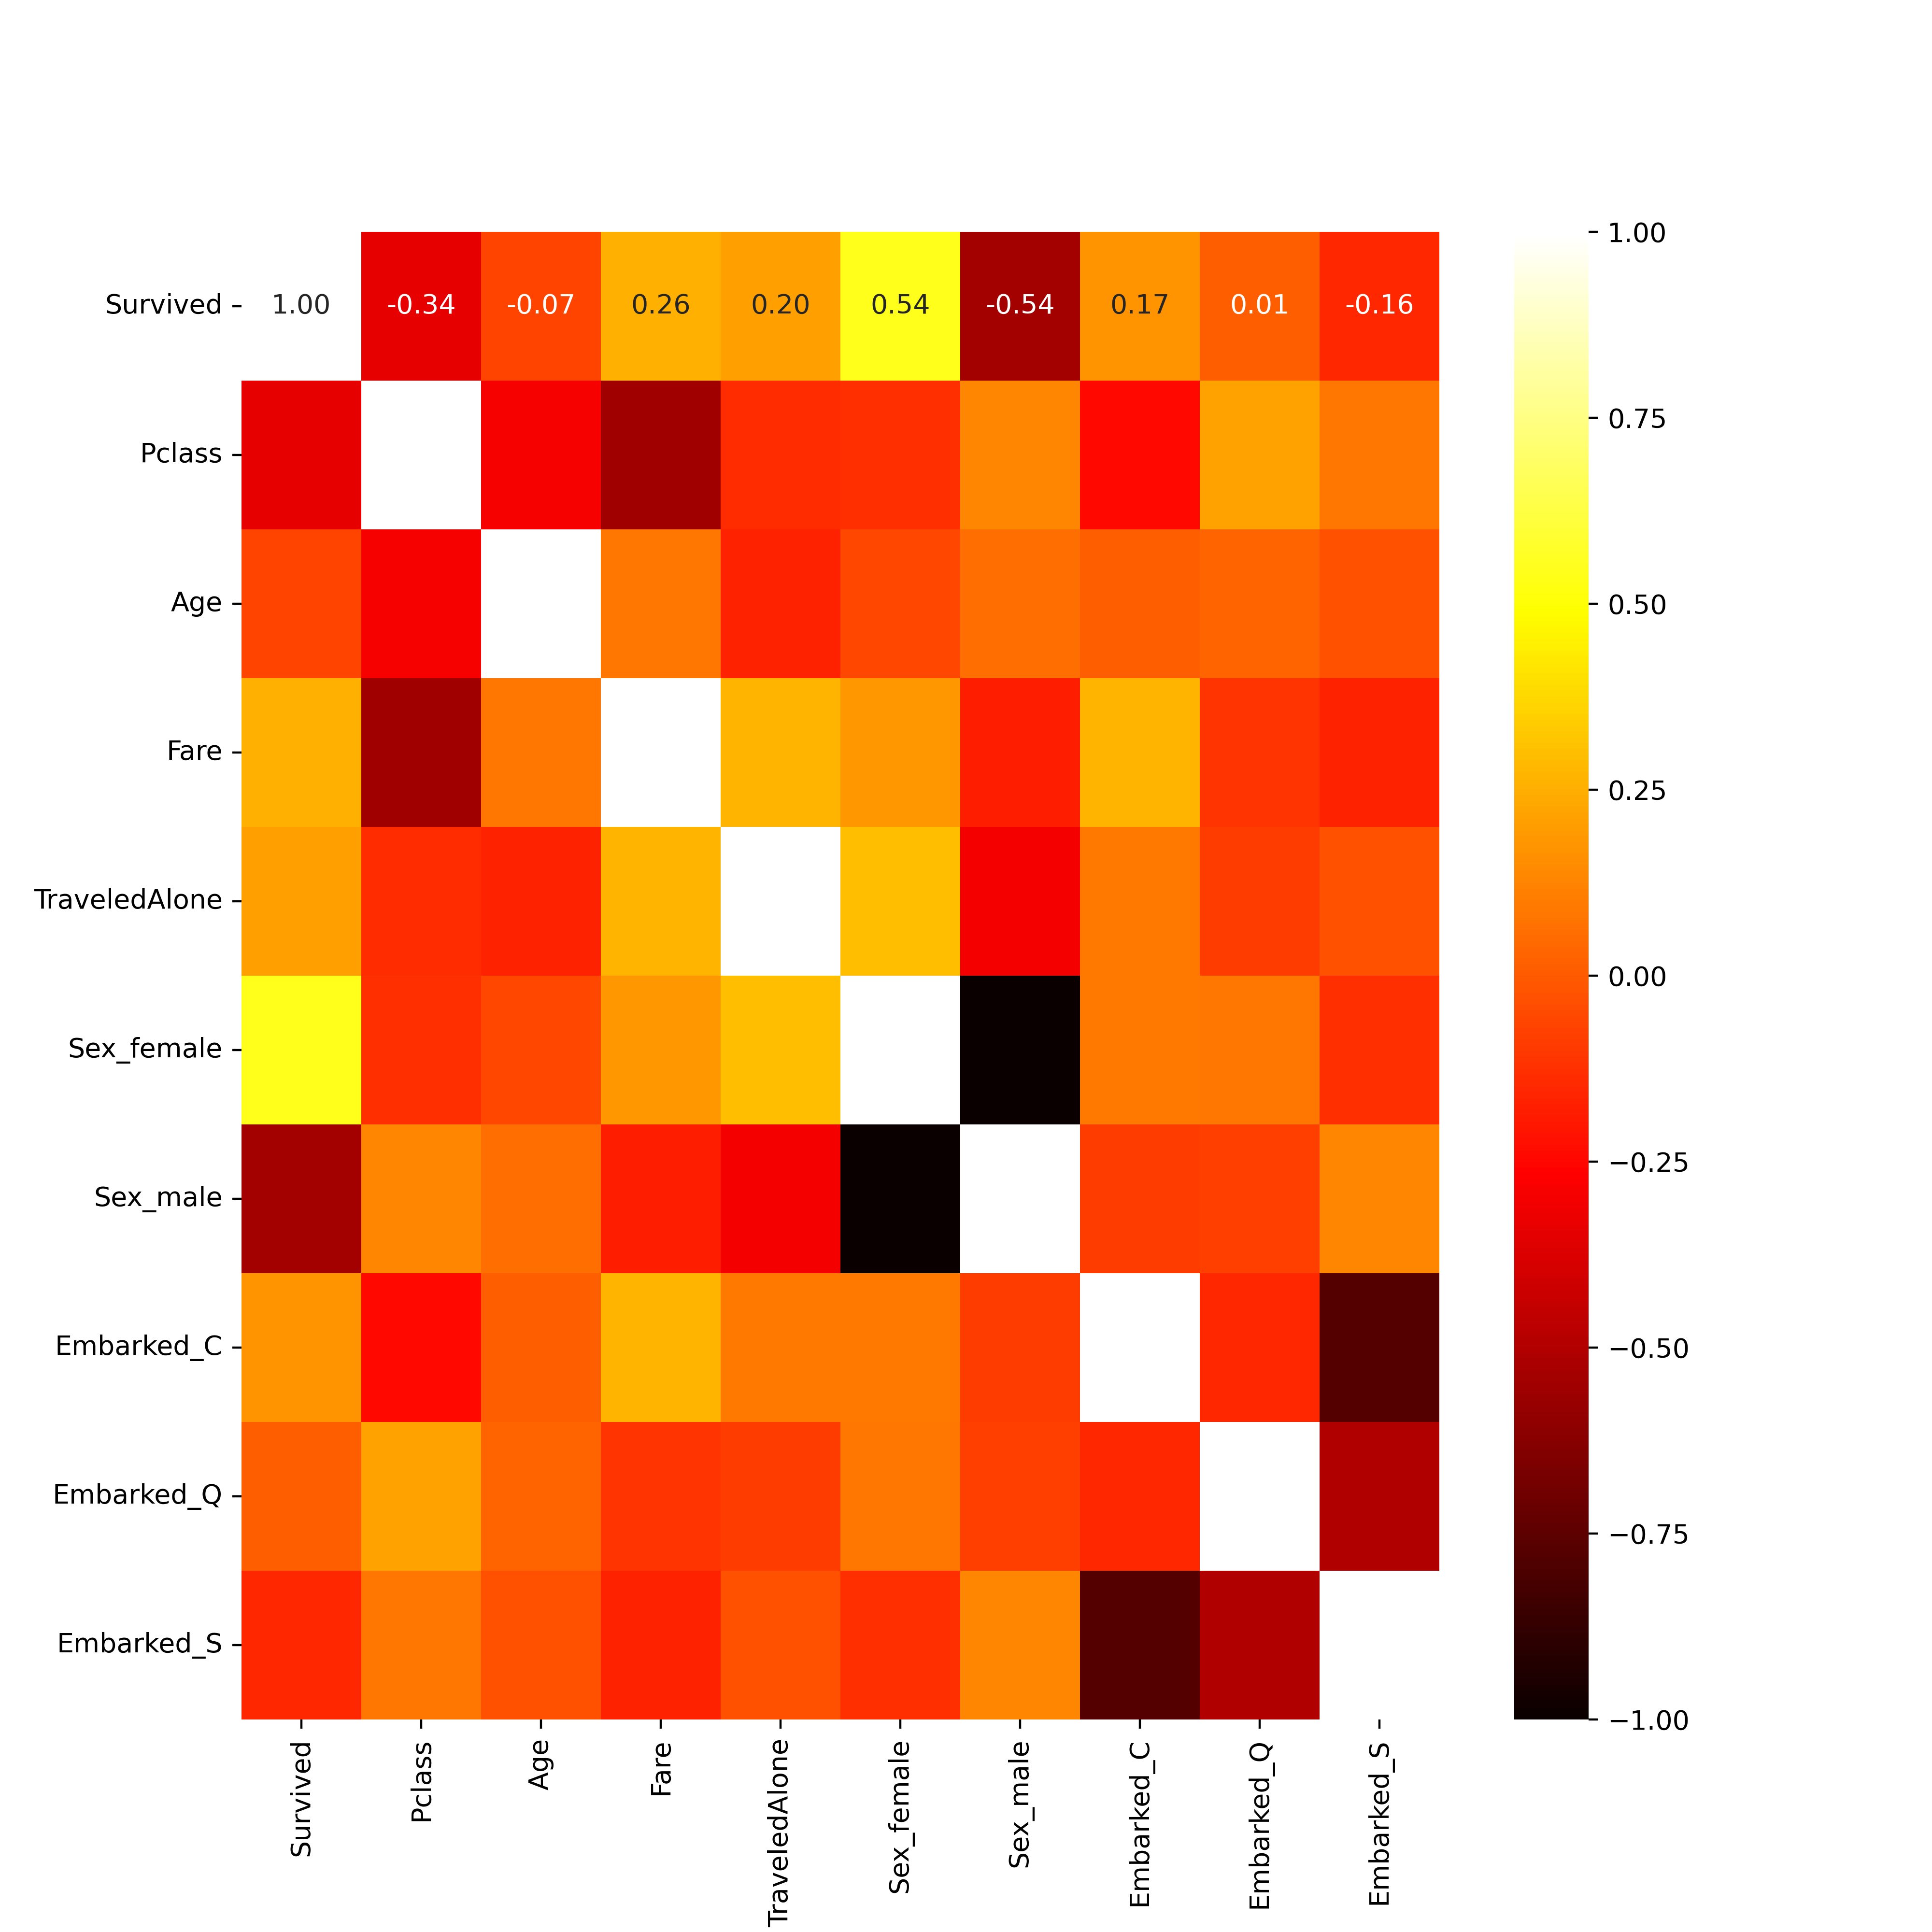 Survived 1.00 -0.34 -0.07 0.26 0.20 0.54 -0.54 0.17 0.01 -0.16
Pclass
Age
Fare
TraveledAlone
Sex_female
Sex_male
Embarked_C
Embarked_Q
Embarked_S
Survived
Pclass
Age
Fare
TraveledAlone
Sex_female
Sex_male
Embarked_C
Embarked_Q
Embarked_S
1.00
0.75
0.50
0.25
0.00
−0.25
−0.50
−0.75
−1.00